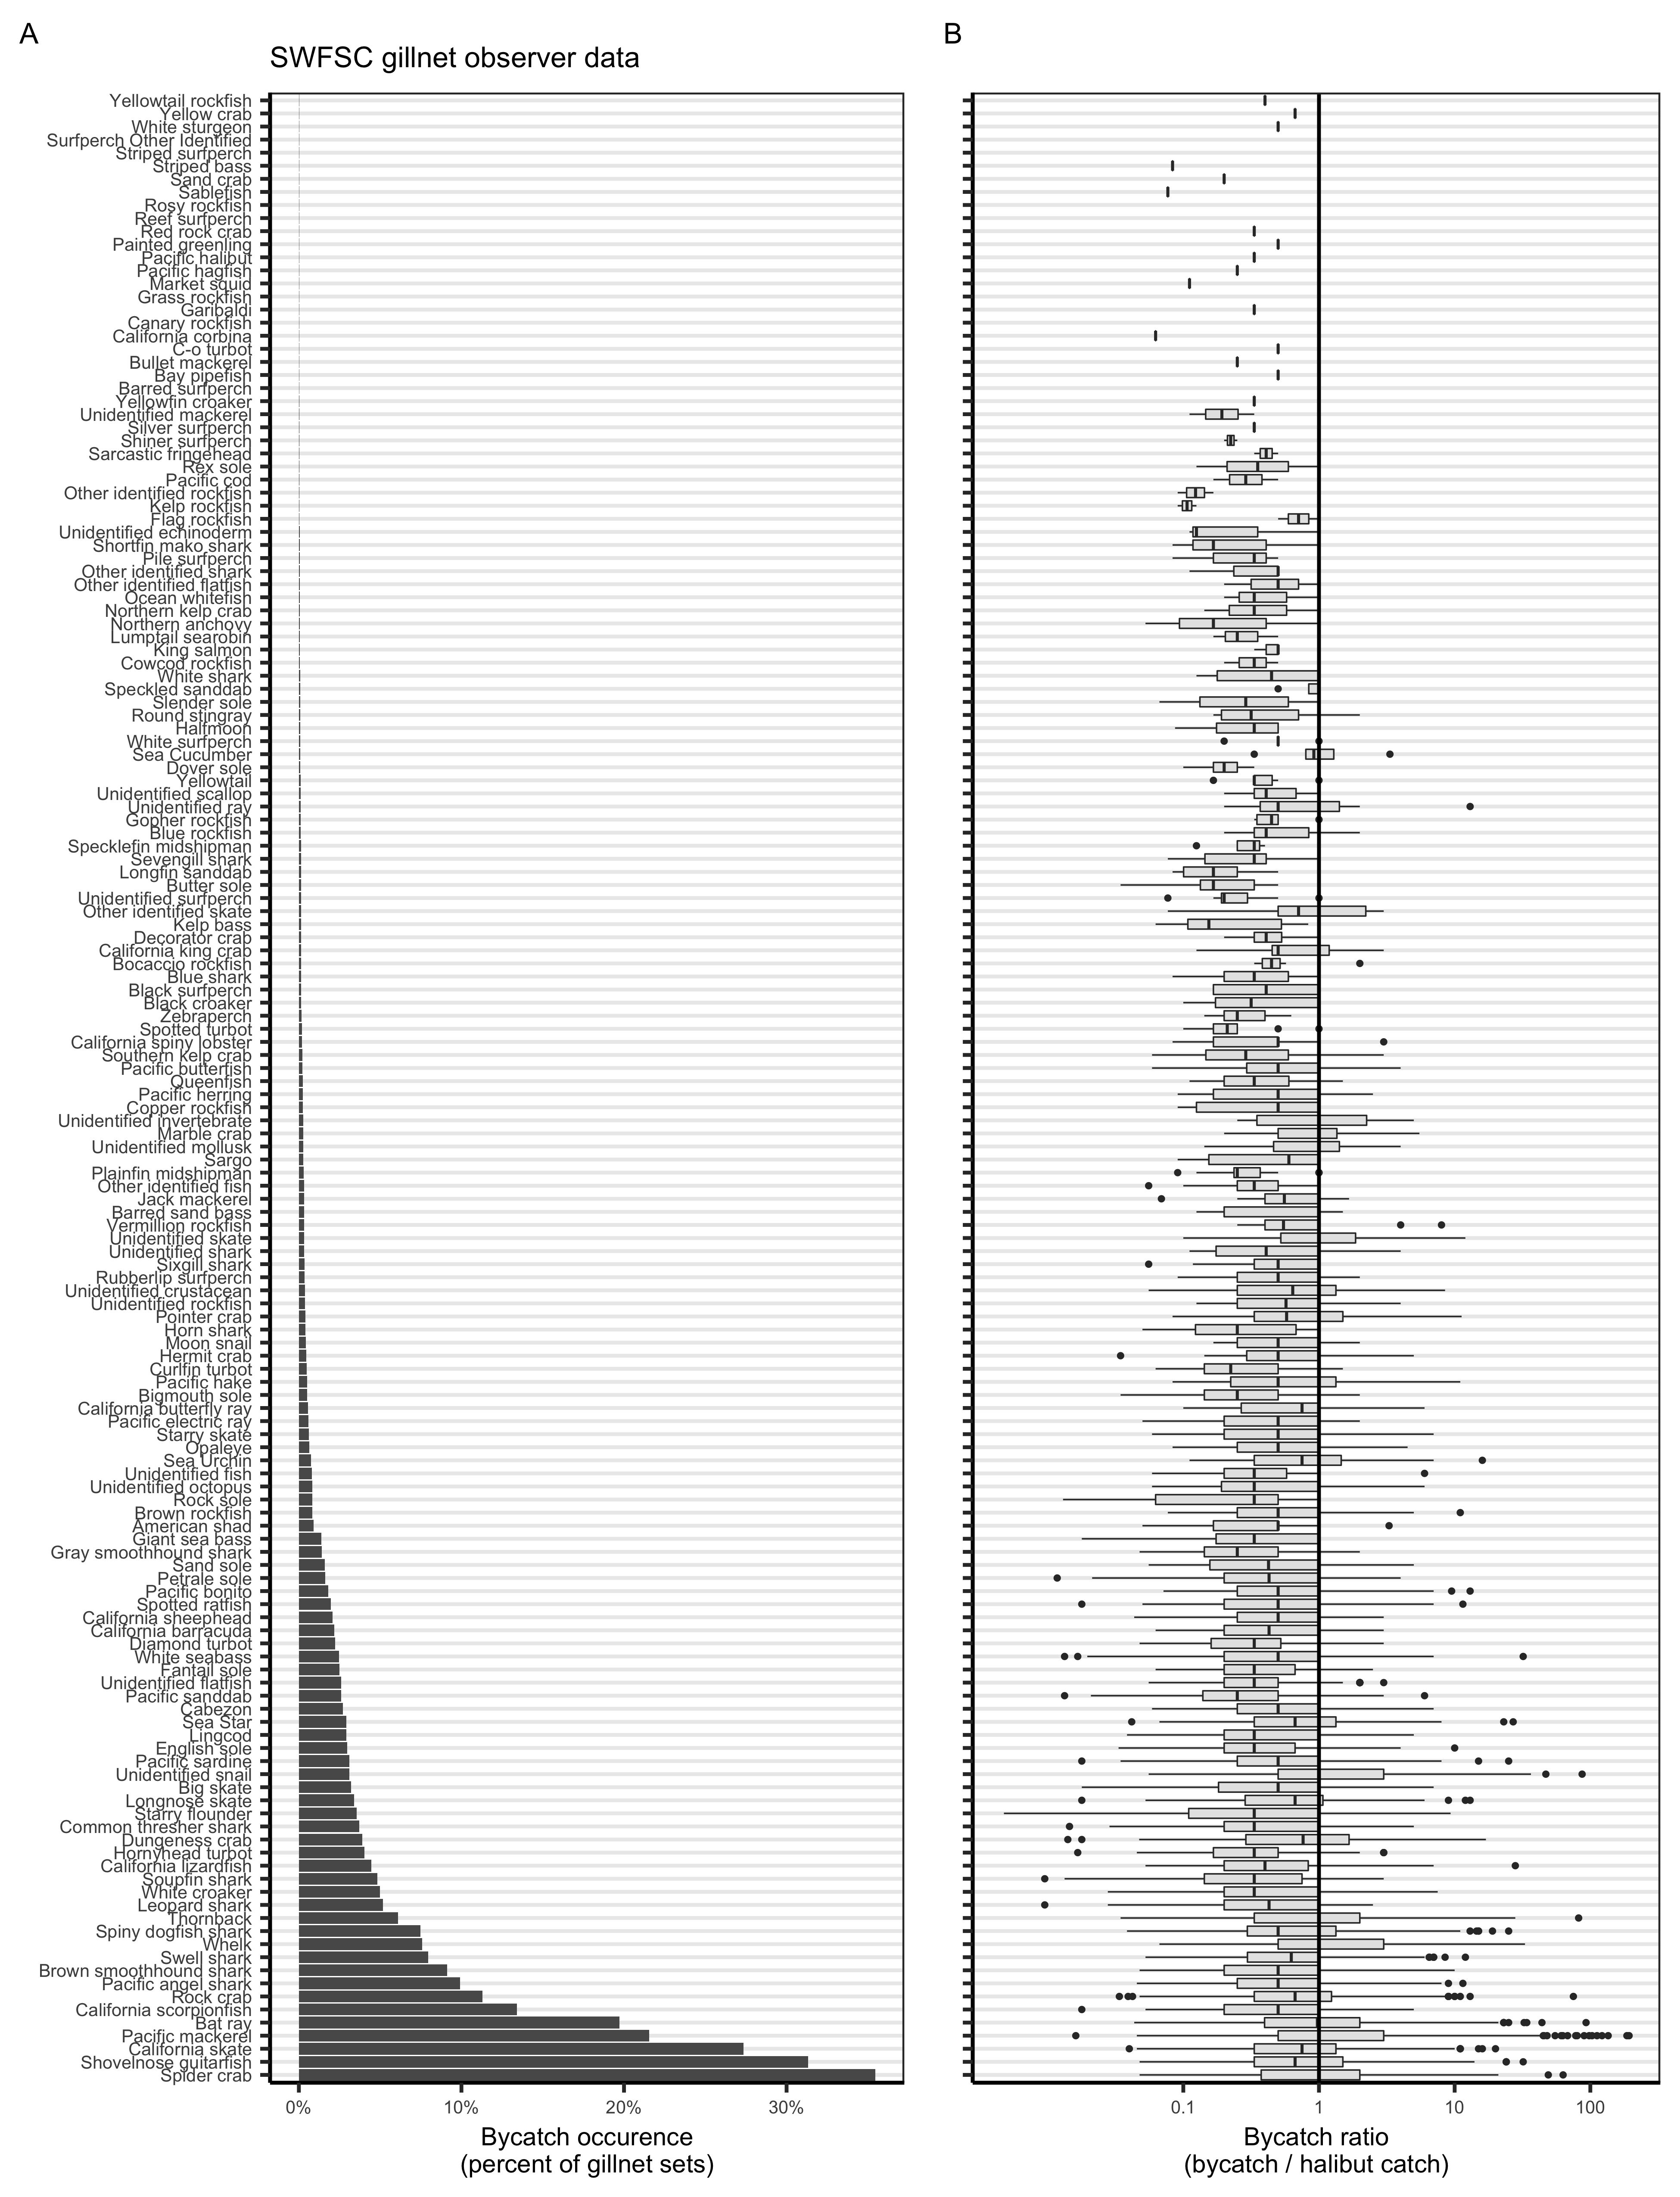 A
B
SWFSC gillnet observer data
Yellowtail rockfish
Yellow crab
White sturgeon
Surfperch Other Identified
Striped surfperch
Striped bass
Sand crab
Sablefish
Rosy rockfish
Reef surfperch
Red rock crab
Painted greenling
Pacific halibut
Pacific hagfish
Market squid
Grass rockfish
Garibaldi
Canary rockfish
California corbina
C-o turbot
Bullet mackerel
Bay pipefish
Barred surfperch
Yellowfin croaker
Unidentified mackerel
Silver surfperch
Shiner surfperch
Sarcastic fringehead
Rex sole
Pacific cod
Other identified rockfish
Kelp rockfish
Flag rockfish
Unidentified echinoderm
Shortfin mako shark
Pile surfperch
Other identified shark
Other identified flatfish
Ocean whitefish
Northern kelp crab
Northern anchovy
Lumptail searobin
King salmon
Cowcod rockfish
White shark
Speckled sanddab
Slender sole
Round stingray
Halfmoon
White surfperch
Sea Cucumber
Dover sole
Yellowtail
Unidentified scallop
Unidentified ray
Gopher rockfish
Blue rockfish
Specklefin midshipman
Sevengill shark
Longfin sanddab
Butter sole
Unidentified surfperch
Other identified skate
Kelp bass
Decorator crab
California king crab
Bocaccio rockfish
Blue shark
Black surfperch
Black croaker
Zebraperch
Spotted turbot
California spiny lobster
Southern kelp crab
Pacific butterfish
Queenfish
Pacific herring
Copper rockfish
Unidentified invertebrate
Marble crab
Unidentified mollusk
Sargo
Plainfin midshipman
Other identified fish
Jack mackerel
Barred sand bass
Vermillion rockfish
Unidentified skate
Unidentified shark
Sixgill shark
Rubberlip surfperch
Unidentified crustacean
Unidentified rockfish
Pointer crab
Horn shark
Moon snail
Hermit crab
Curlfin turbot
Pacific hake
Bigmouth sole
California butterfly ray
Pacific electric ray
Starry skate
Opaleye
Sea Urchin
Unidentified fish
Unidentified octopus
Rock sole
Brown rockfish
American shad
Giant sea bass
Gray smoothhound shark
Sand sole
Petrale sole
Pacific bonito
Spotted ratfish
California sheephead
California barracuda
Diamond turbot
White seabass
Fantail sole
Unidentified flatfish
Pacific sanddab
Cabezon
Sea Star
Lingcod
English sole
Pacific sardine
Unidentified snail
Big skate
Longnose skate
Starry flounder
Common thresher shark
Dungeness crab
Hornyhead turbot
California lizardfish
Soupfin shark
White croaker
Leopard shark
Thornback
Spiny dogfish shark
Whelk
Swell shark
Brown smoothhound shark
Pacific angel shark
Rock crab
California scorpionfish
Bat ray
Pacific mackerel
California skate
Shovelnose guitarfish
Spider crab
0% 10% 20% 30%
Bycatch occurence
(percent of gillnet sets)
0.1 1 10 100
Bycatch ratio
(bycatch / halibut catch)